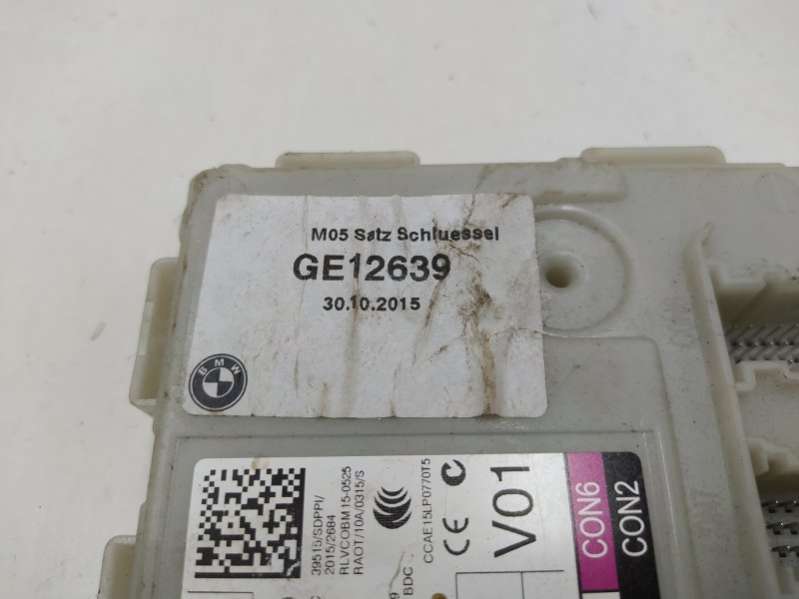 M05 Satz Schluessel
GE12639
30.10.2015
BMW
39515/SDPPI/
2015/2684
RLVCOBM15-0525
RAOT/10A/0315/S
CCAE15LP0770T5
BDC
CE
V01
CON6
CON2